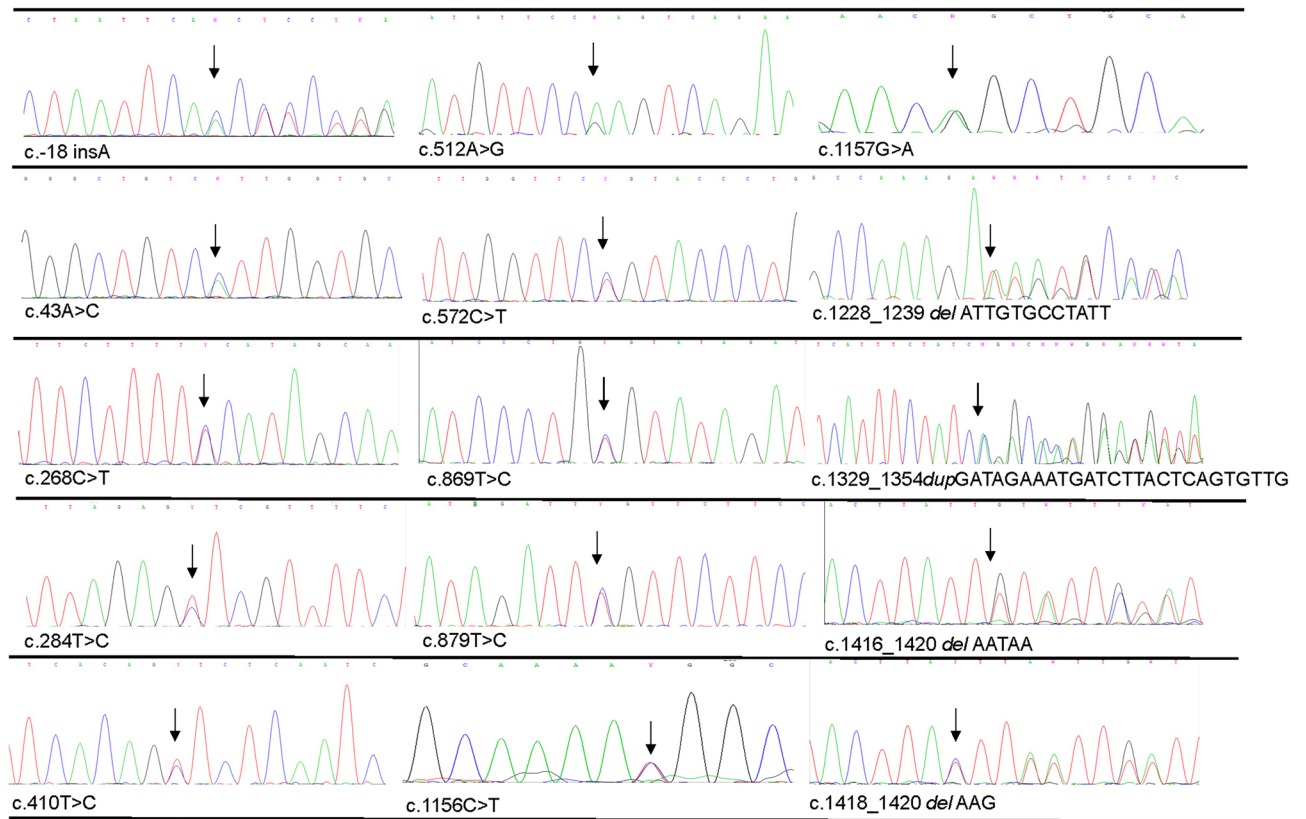 C T A A T T C A M C Y C C Y K A
A T G T T C C R A G T C A G A A
A A C R G C T G C A
c.-18 insA
c.512A>G
c.1157G>A
G G G C T G T C M T T G G T G C
T T G G T T C Y G T A C C C T G
G C C A A A G A W W R T K C C Y C
c.43A>C
c.572C>T
c.1228_1239 del ATTGTGCCTATT
T T C T T T T Y C A T A G C A A
A T C C C T G Y G T A T A G A T
c.268C>T
c.869T>C
c.1329_1354dupGATAGAAATGATCTTACTCAGTGTTG
T T A G A G Y T C G T T T T C
c.284T>C
c.879T>C
c.1416_1420 del AATAA
T C A C A G Y T C T C A A T C
G C A A A A Y G G C
A C T T A Y T T A W T T G W T
c.410T>C
c.1156C>T
c.1418_1420 del AAG